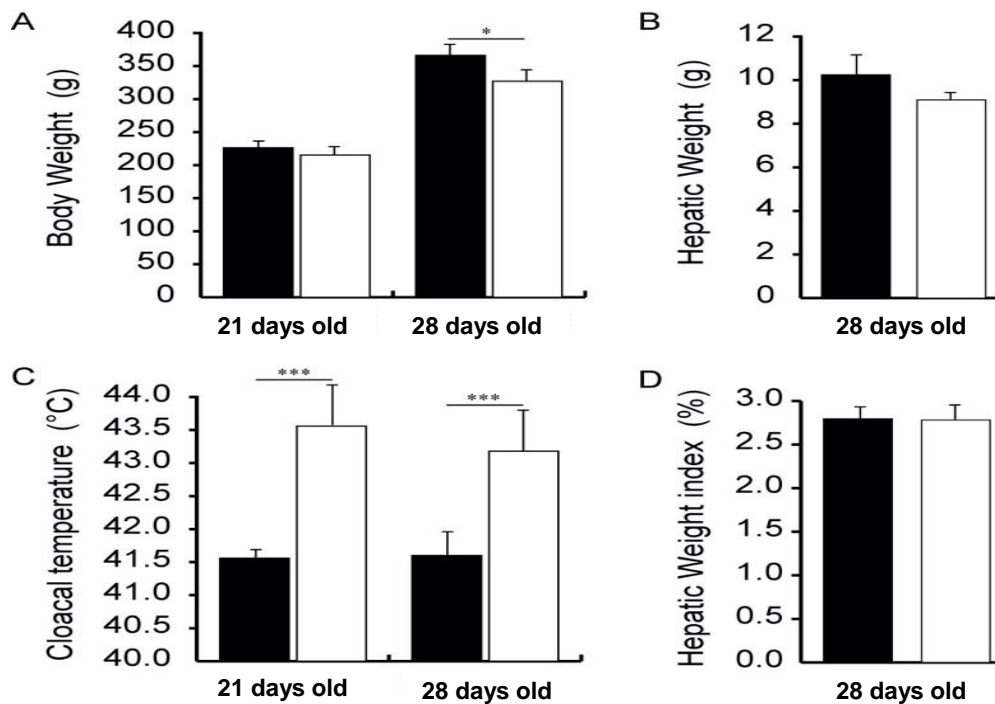 A
Body Weight (g)
400
350
300
250
200
150
100
50
0
*
21 days old
28 days old
B
Hepatic Weight (g)
12
10
8
6
4
2
0
28 days old
C
Cloacal temperature (°C)
44.0
43.5
43.0
42.5
42.0
41.5
41.0
40.5
40.0
***
***
21 days old
28 days old
D
Hepatic Weight index (%)
3.0
2.5
2.0
1.5
1.0
0.5
0.0
28 days old